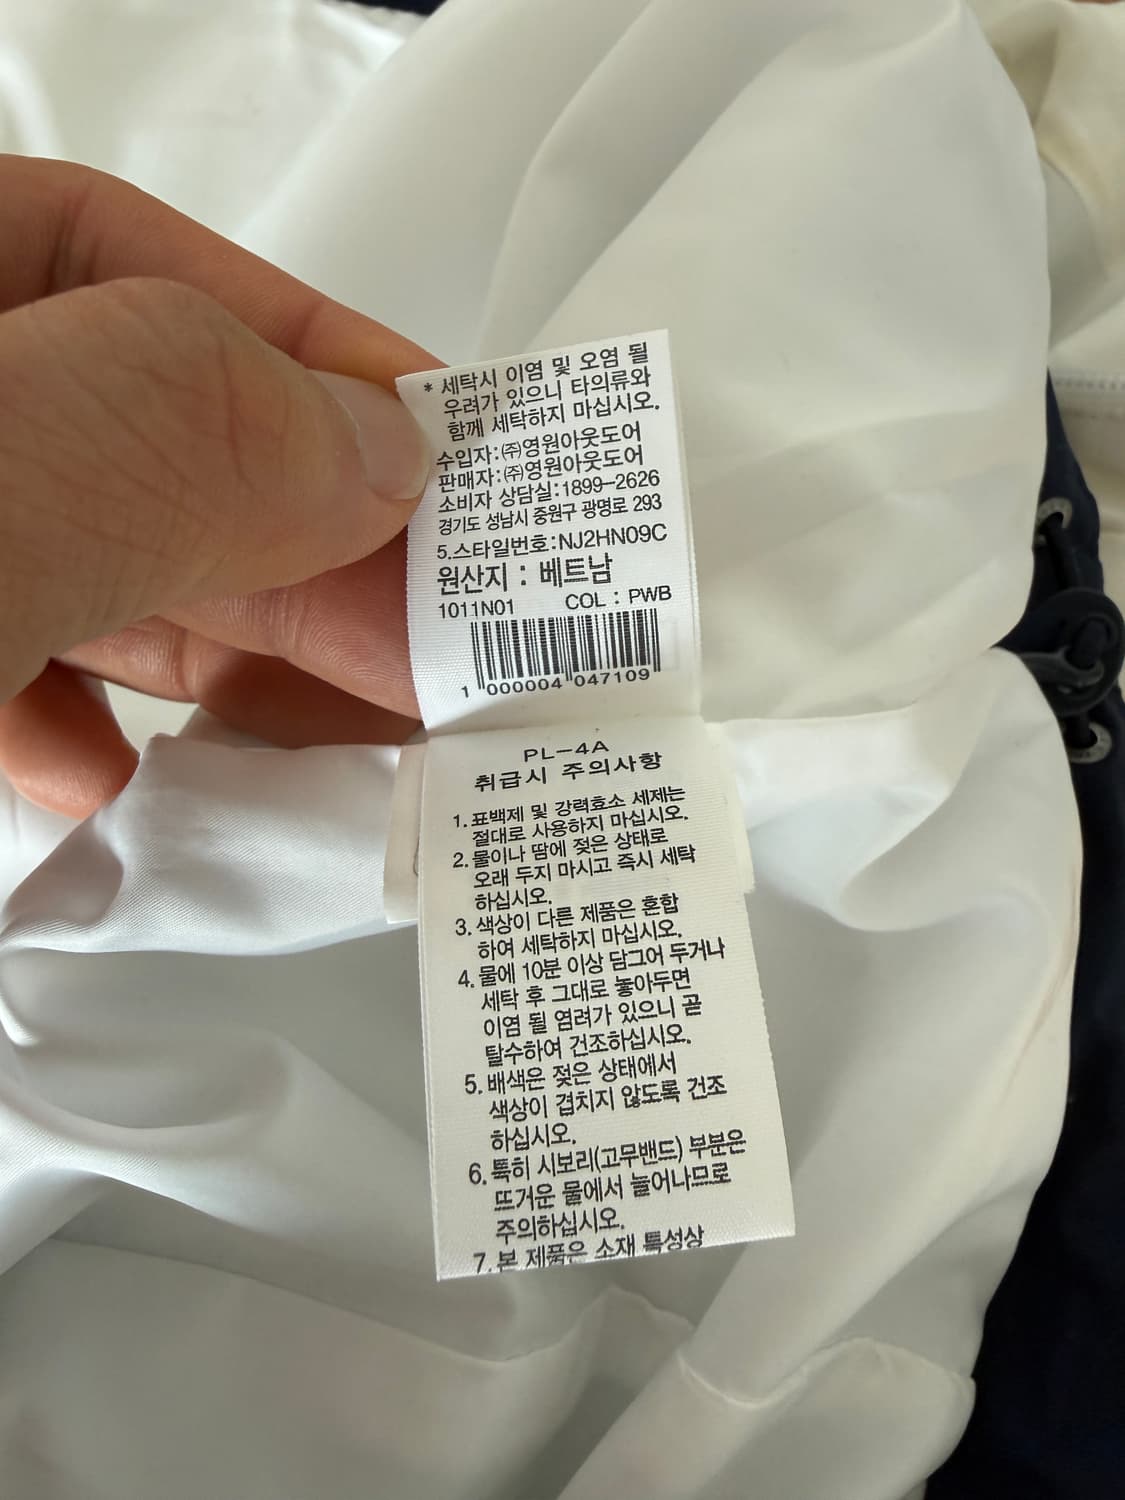 * 세탁시 이염 및 오염 될
우려가 있으니 타의류와
함께 세탁하지 마십시오.
수입자:㈜영원아웃도어
판매자:㈜영원아웃도어
소비자 상담실:1899-2626
경기도 성남시 중원구 광명로 293
5.스타일번호:NJ2HN09C
원산지 : 베트남
1011N01 COL : PWB
1 000004 047109
PL-4A
취급시 주의사항
1. 표백제 및 강력효소 세제는
절대로 사용하지 마십시오.
2. 물이나 땀에 젖은 상태로
오래 두지 마시고 즉시 세탁
하십시오.
3. 색상이 다른 제품은 혼합
하여 세탁하지 마십시오.
4. 물에 10분 이상 담그어 두거나
세탁 후 그대로 놓아두면
이염 될 염려가 있으니 곧
탈수하여 건조하십시오.
5. 배색은 젖은 상태에서
색상이 겹치지 않도록 건조
하십시오.
6. 특히 시보리(고무밴드) 부분은
뜨거운 물에서 늘어나므로
주의하십시오.
7. 본 제품은 소재 특성상